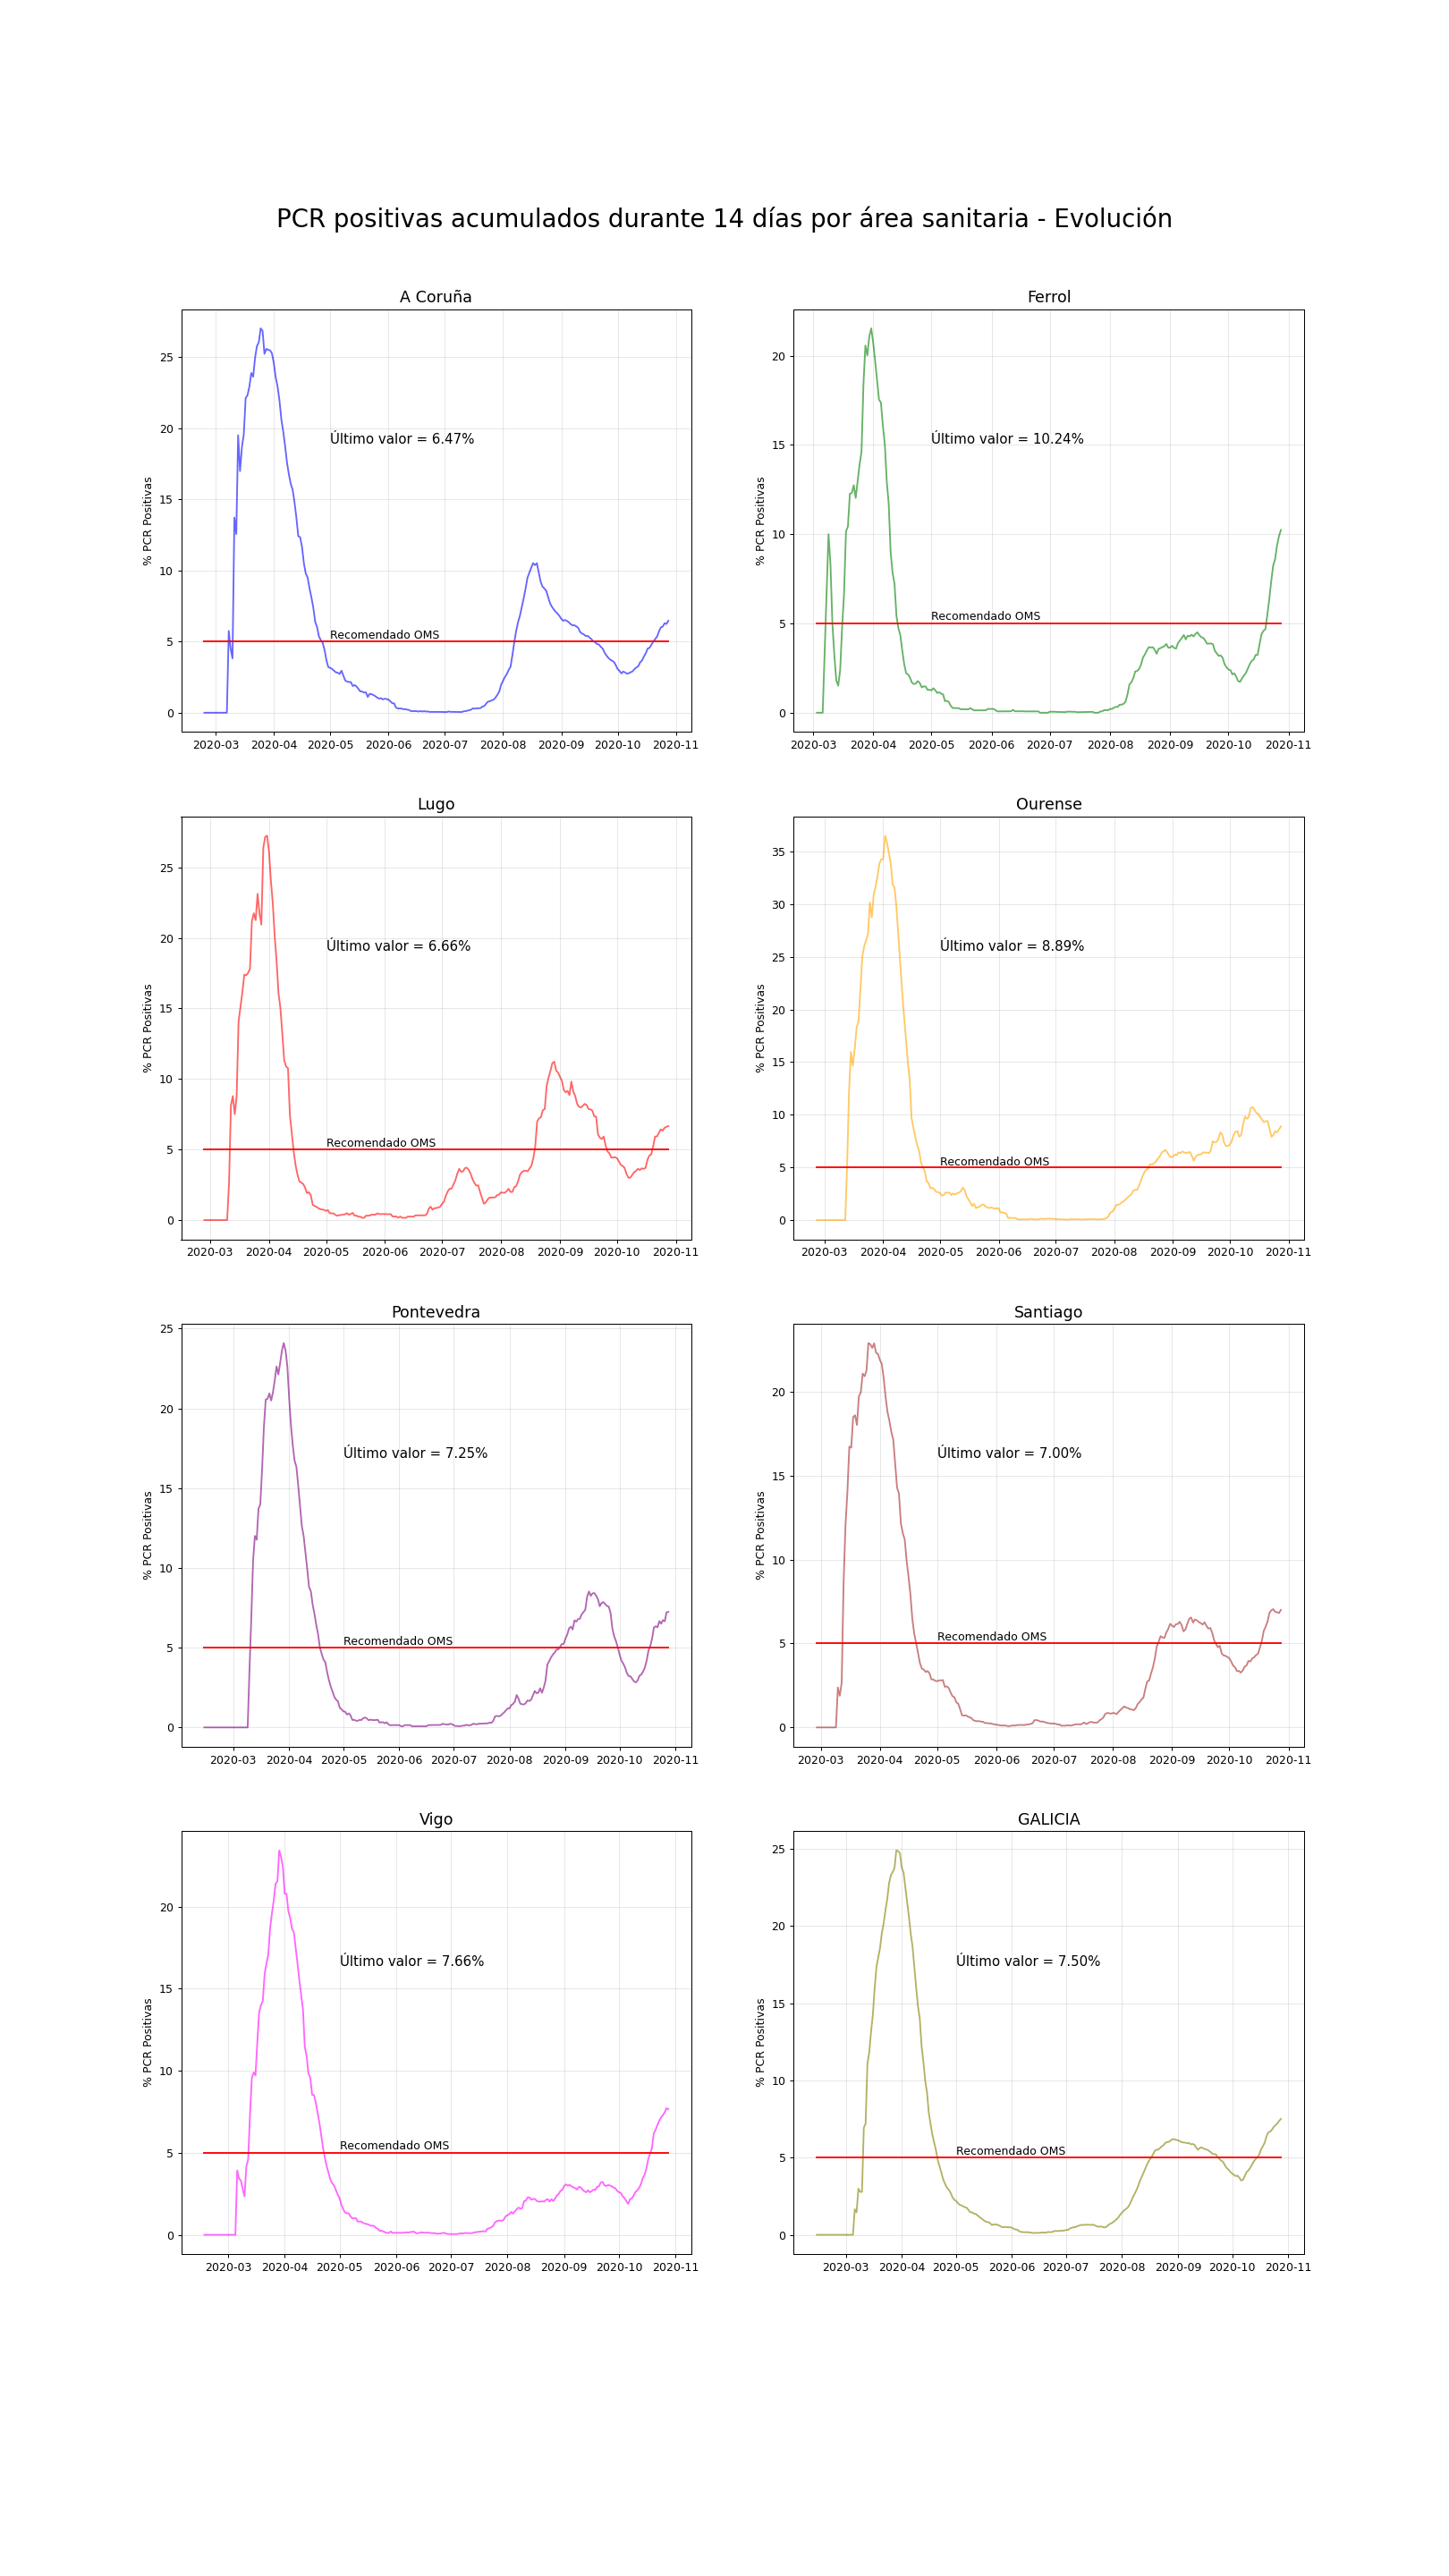 PCR positivas acumulados durante 14 días por área sanitaria - Evolución
A Coruña
% PCR Positivas
25
20
15
10
5
0
Último valor = 6.47%
Recomendado OMS
2020-03 2020-04 2020-05 2020-06 2020-07 2020-08 2020-09 2020-10 2020-11
Ferrol
% PCR Positivas
20
15
10
5
0
Último valor = 10.24%
Recomendado OMS
2020-03 2020-04 2020-05 2020-06 2020-07 2020-08 2020-09 2020-10 2020-11
Lugo
% PCR Positivas
25
20
15
10
5
0
Último valor = 6.66%
Recomendado OMS
2020-03 2020-04 2020-05 2020-06 2020-07 2020-08 2020-09 2020-10 2020-11
Ourense
% PCR Positivas
35
30
25
20
15
10
5
0
Último valor = 8.89%
Recomendado OMS
2020-03 2020-04 2020-05 2020-06 2020-07 2020-08 2020-09 2020-10 2020-11
Pontevedra
% PCR Positivas
25
20
15
10
5
0
Último valor = 7.25%
Recomendado OMS
2020-03 2020-04 2020-05 2020-06 2020-07 2020-08 2020-09 2020-10 2020-11
Santiago
% PCR Positivas
20
15
10
5
0
Último valor = 7.00%
Recomendado OMS
2020-03 2020-04 2020-05 2020-06 2020-07 2020-08 2020-09 2020-10 2020-11
Vigo
% PCR Positivas
20
15
10
5
0
Último valor = 7.66%
Recomendado OMS
2020-03 2020-04 2020-05 2020-06 2020-07 2020-08 2020-09 2020-10 2020-11
GALICIA
% PCR Positivas
25
20
15
10
5
0
Último valor = 7.50%
Recomendado OMS
2020-03 2020-04 2020-05 2020-06 2020-07 2020-08 2020-09 2020-10 2020-11